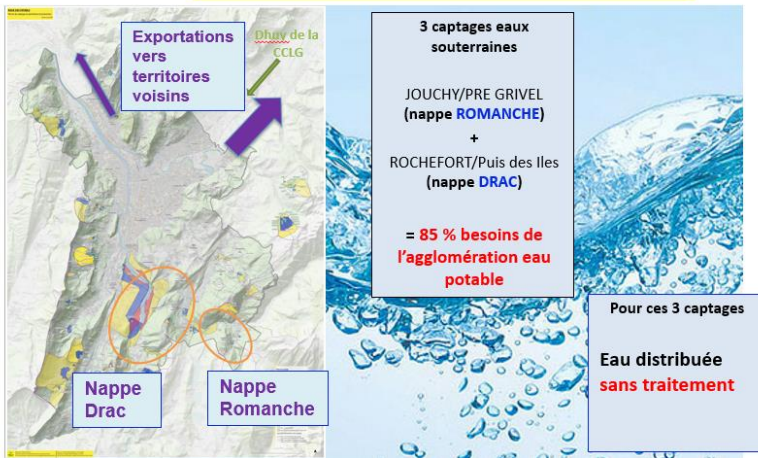 Exportations
vers
territoires
voisins
Dhuy de la
CCLG
Nappe
Drac
Nappe
Romanche
3 captages eaux
souterraines
JOUCHY/PRE GRIVEL
(nappe ROMANCHE)
+
ROCHEFORT/Puis des Iles
(nappe DRAC)
= 85 % besoins de
l'agglomération eau
potable
Pour ces 3 captages
Eau distribuée
sans traitement